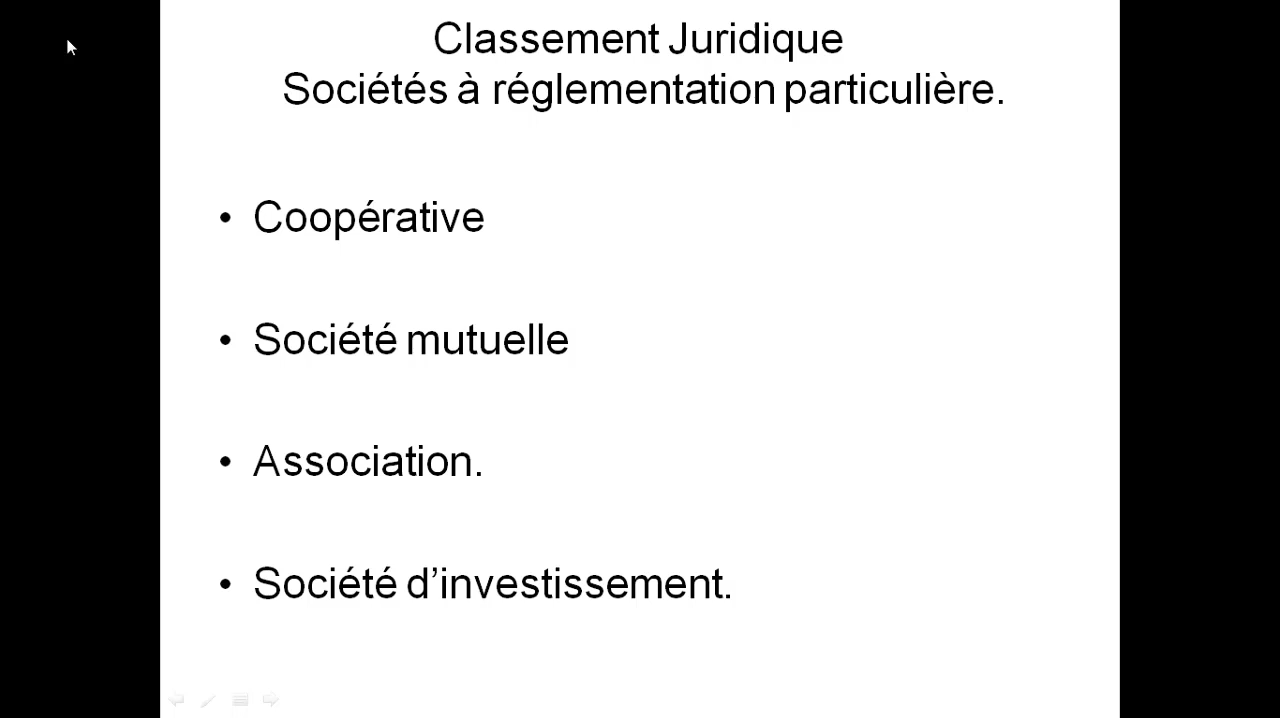 Classement Juridique
Sociétés à réglementation particulière.
• Coopérative
• Société mutuelle
• Association.
• Société d’investissement.